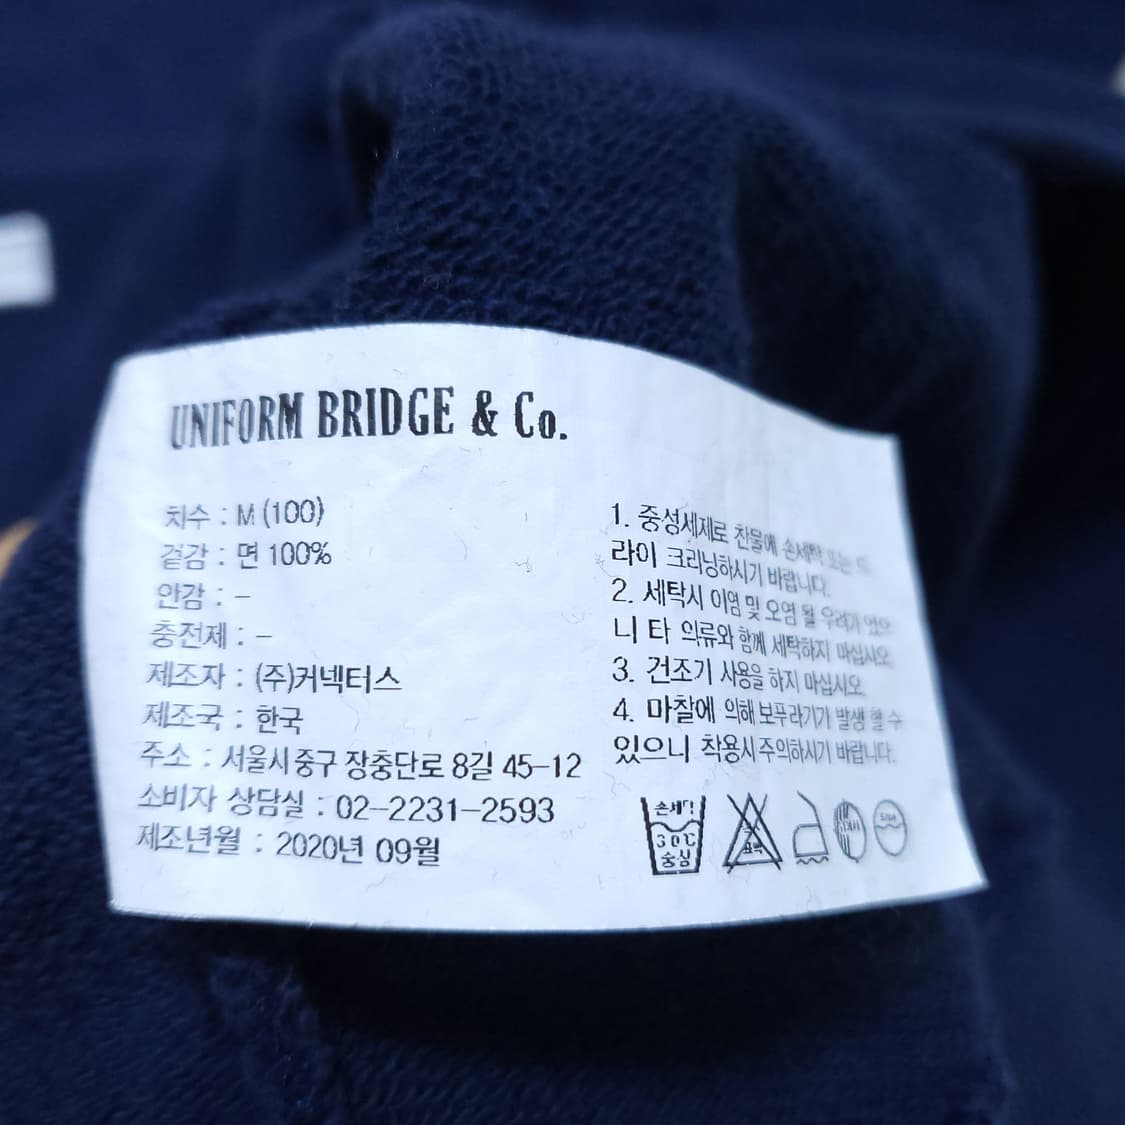 UNIFORM BRIDGE & Co.
치수 : M (100)
겉감 : 면 100%
안감 : -
충전제 : -
제조자 : (주)커넥터스
제조국 : 한국
주소 : 서울시 중구 장충단로 8길 45-12
소비자 상담실 : 02-2231-2593
제조년월 : 2020년 09월
1. 중성세제로 찬물에 손세탁 또는 드
라이 크리닝하시기 바랍니다.
2. 세탁시 이염 및 오염 될 우려가 있으
니 타 의류와 함께 세탁하지 마십시오
3. 건조기 사용을 하지 마십시오
4. 마찰에 의해 보푸라기가 발생 할 수
있으니 착용시 주의하시기 바랍니다.
손세탁
30℃
중성